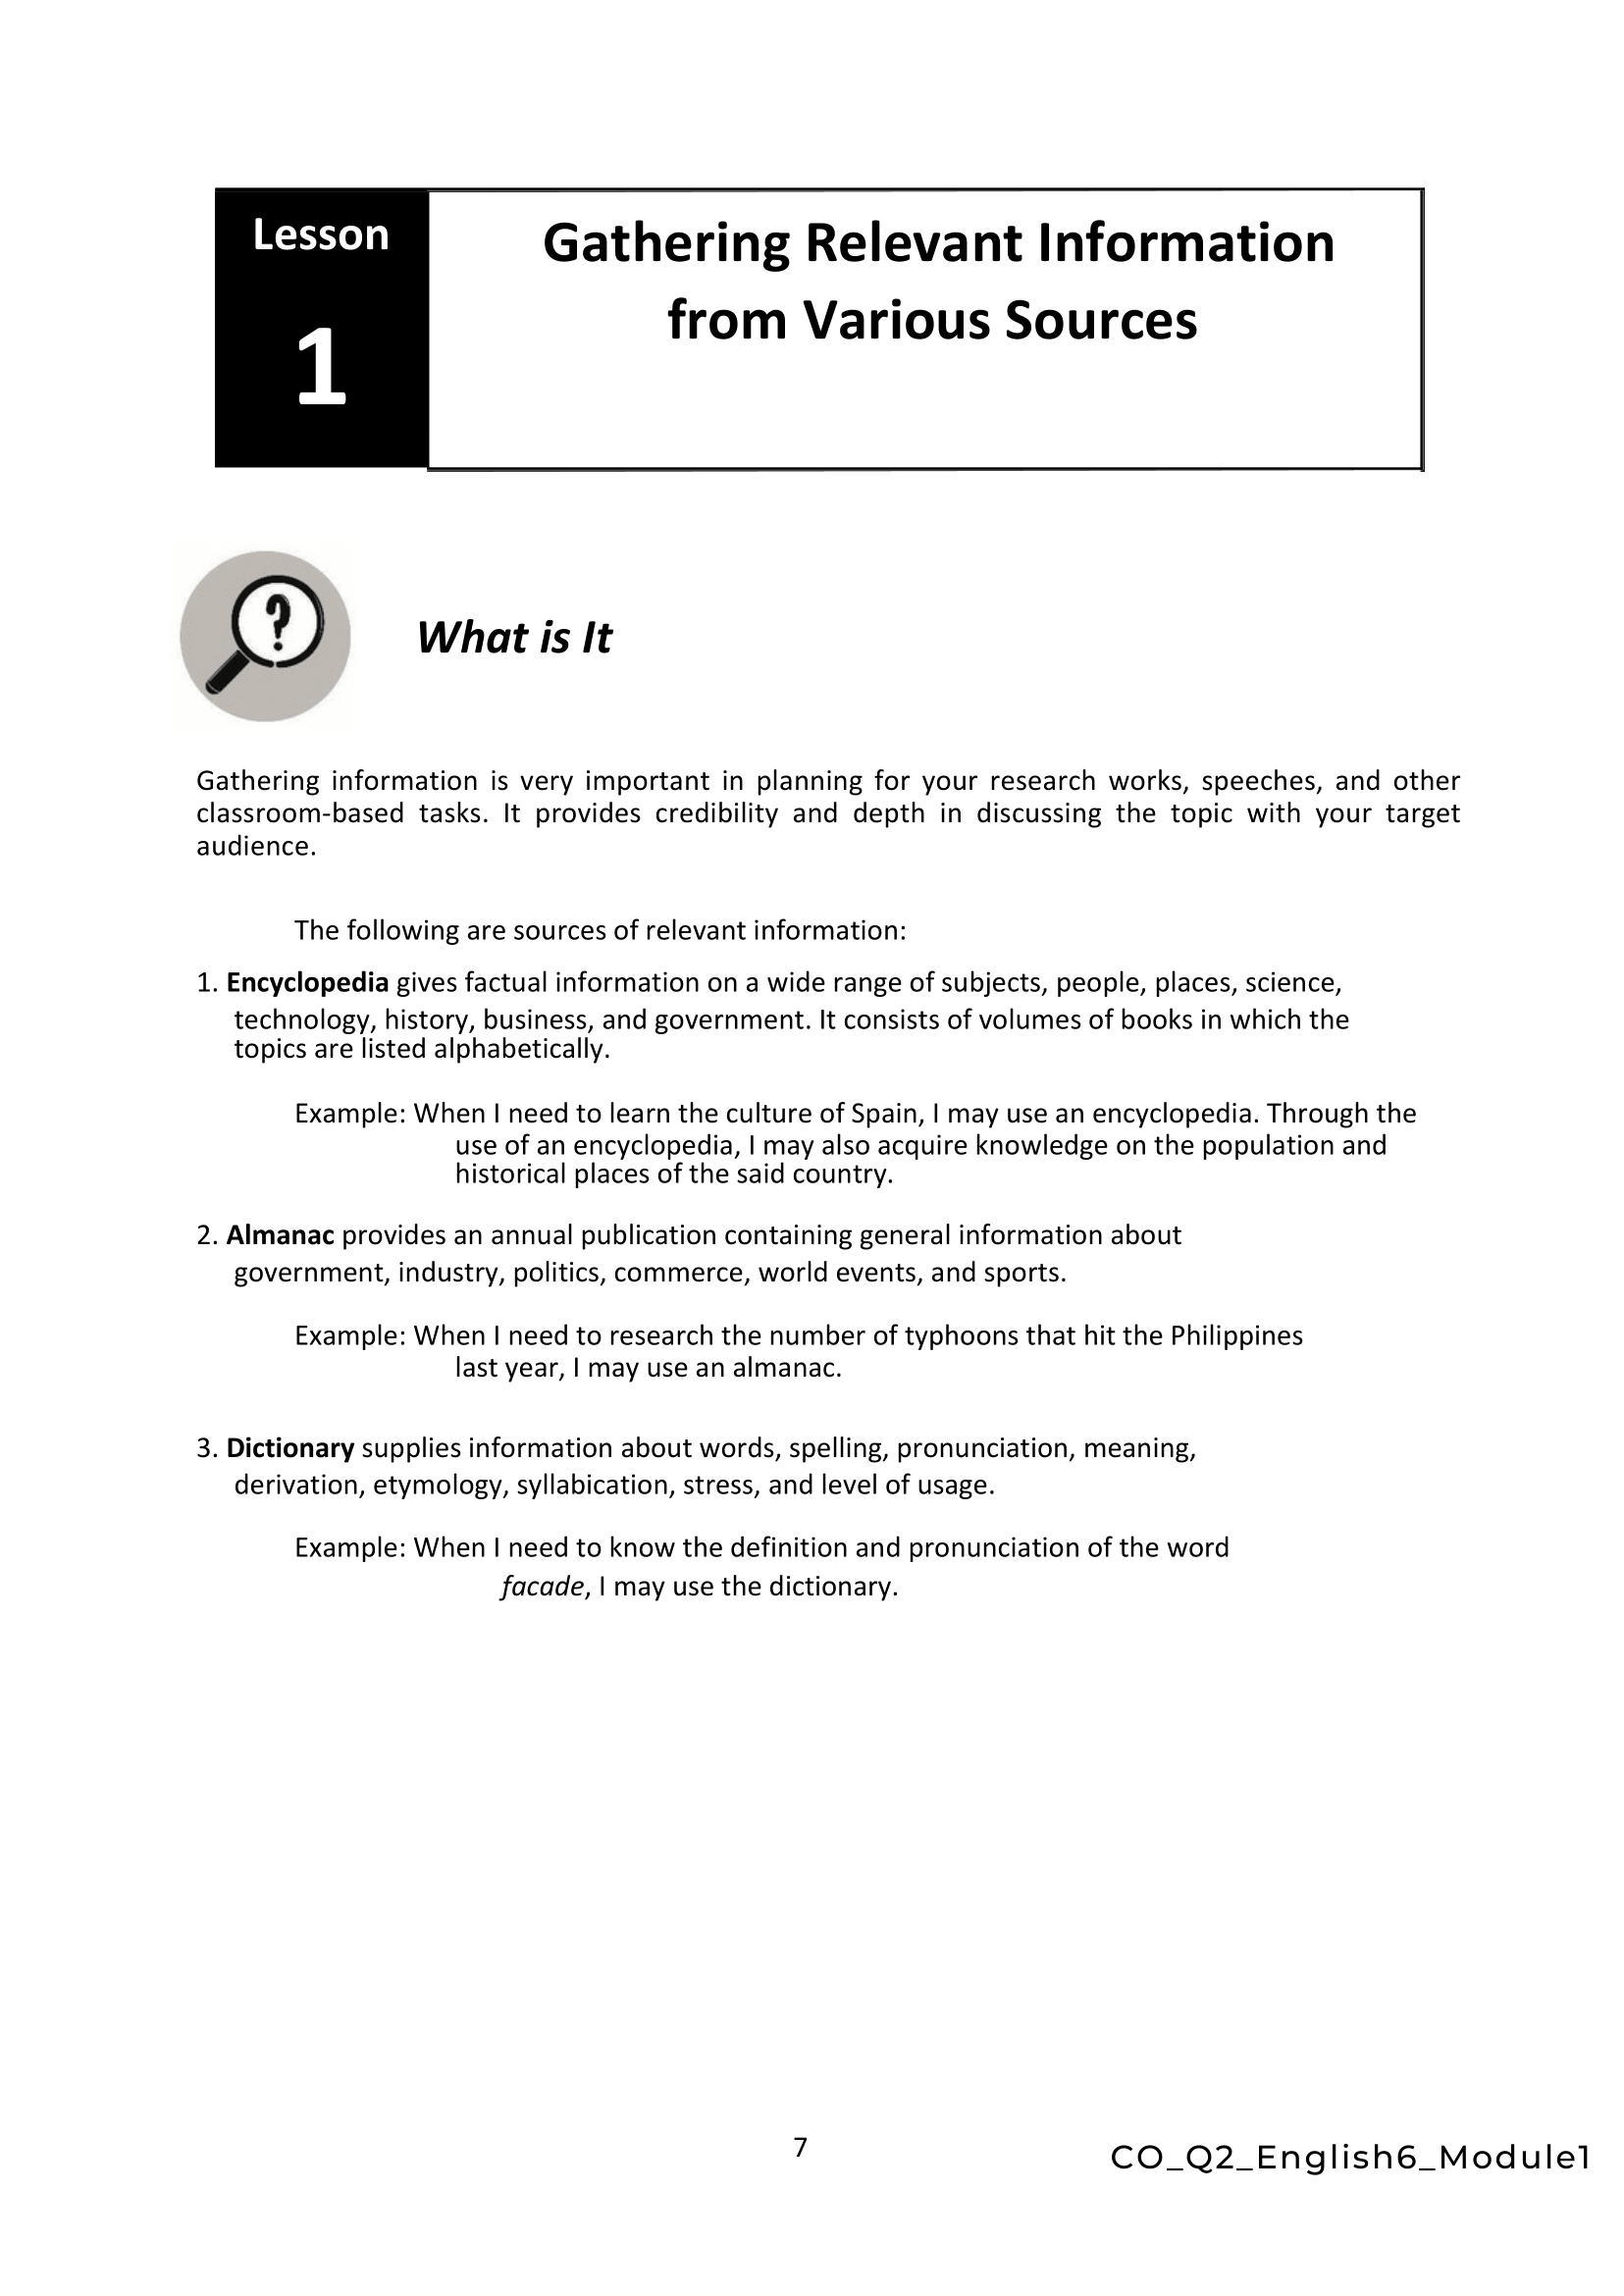 Lesson
1
Gathering Relevant Information
from Various Sources
?
What is It
Gathering information is very important in planning for your research works, speeches, and other
classroom-based tasks. It provides credibility and depth in discussing the topic with your target
audience.
The following are sources of relevant information:
1. Encyclopedia gives factual information on a wide range of subjects, people, places, science,
technology, history, business, and government. It consists of volumes of books in which the
topics are listed alphabetically.
Example: When I need to learn the culture of Spain, I may use an encyclopedia. Through the
use of an encyclopedia, I may also acquire knowledge on the population and
historical places of the said country.
2. Almanac provides an annual publication containing general information about
government, industry, politics, commerce, world events, and sports.
Example: When I need to research the number of typhoons that hit the Philippines
last year, I may use an almanac.
3. Dictionary supplies information about words, spelling, pronunciation, meaning,
derivation, etymology, syllabication, stress, and level of usage.
Example: When I need to know the definition and pronunciation of the word
facade, I may use the dictionary.
7
CO_Q2_English6_Module1